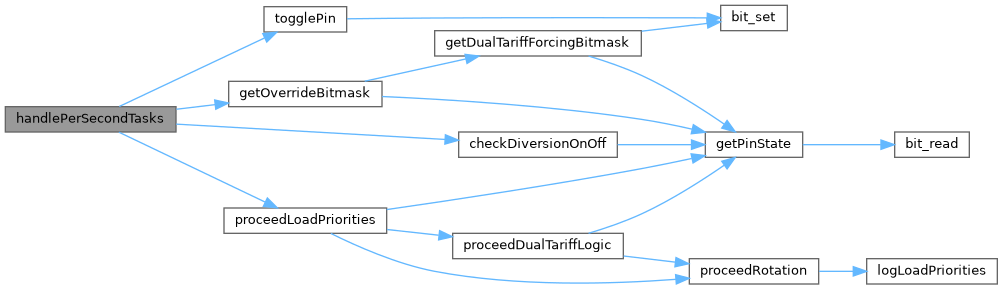 togglePin
bit_set
getDualTariffForcingBitmask
getOverrideBitmask
handlePerSecondTasks
checkDiversionOnOff
getPinState
bit_read
proceedLoadPriorities
proceedDualTariffLogic
proceedRotation
logLoadPriorities